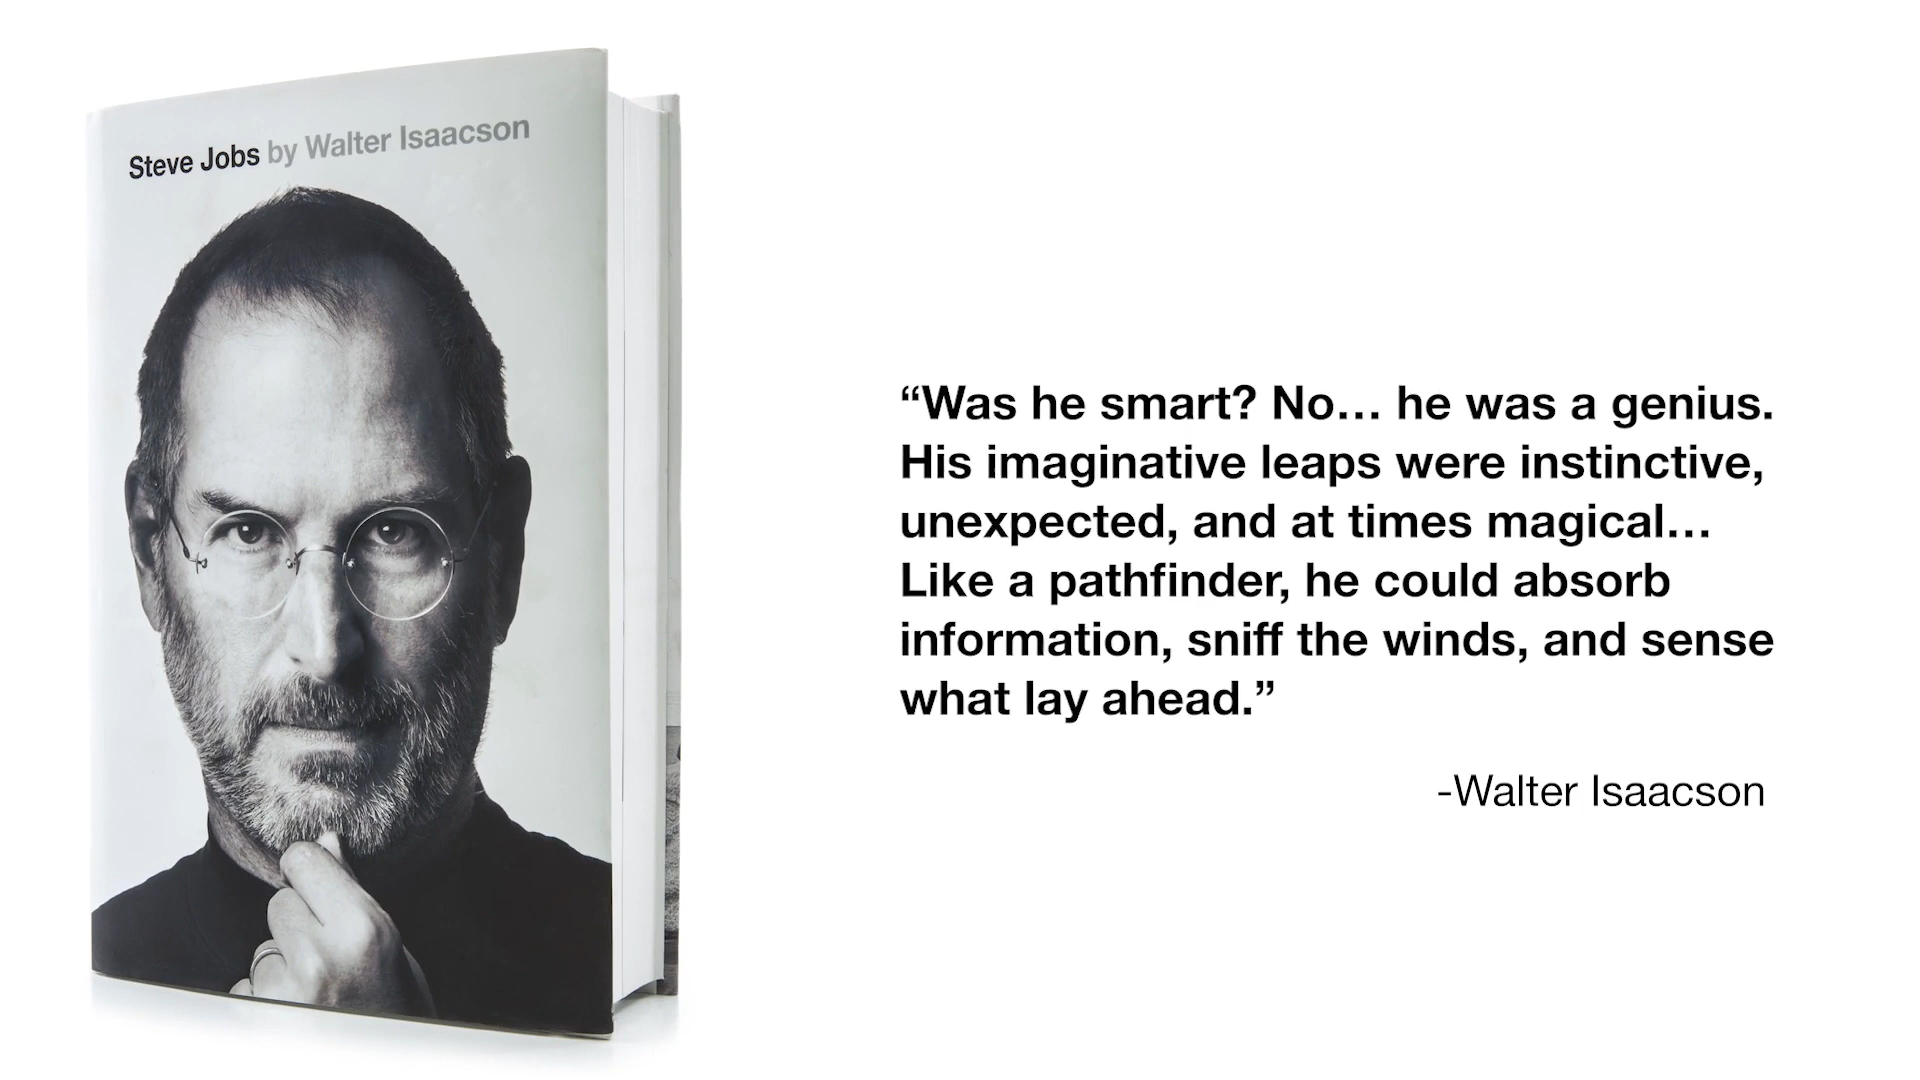 Steve Jobs by Walter Isaacson
“Was he smart? No… he was a genius.
His imaginative leaps were instinctive,
unexpected, and at times magical…
Like a pathfinder, he could absorb
information, sniff the winds, and sense
what lay ahead.”
-Walter Isaacson